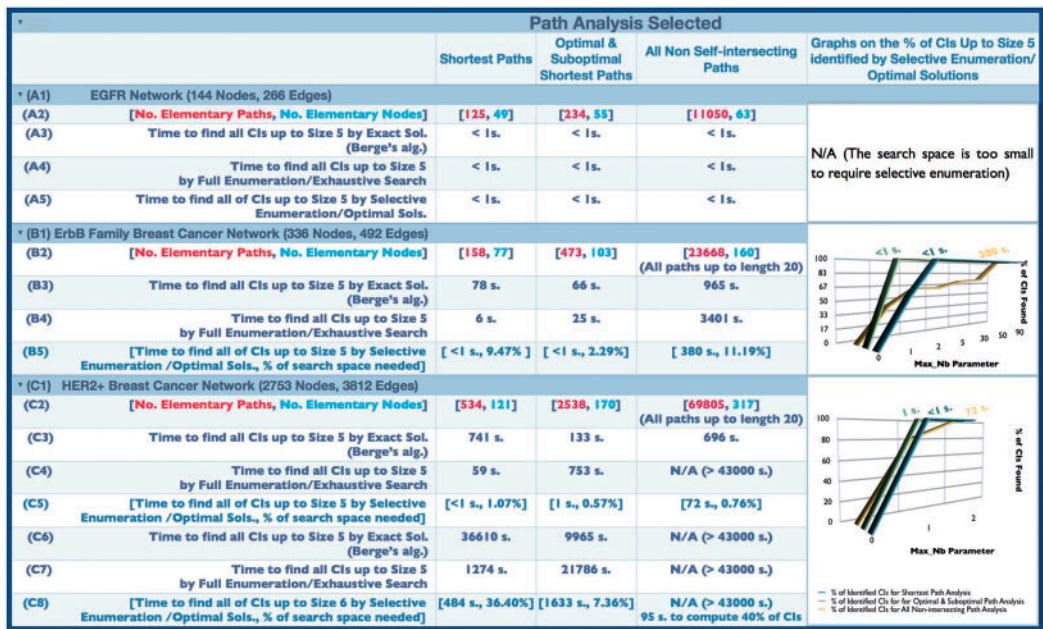 Path Analysis Selected
Shortest Paths
Optimal &
Suboptimal
Shortest Paths
All Non Self-intersecting
Paths
Graphs on the % of CIs Up to Size 5
identified by Selective Enumeration/
Optimal Solutions
(A1) EGFR Network (144 Nodes, 266 Edges)
(A2) [No. Elementary Paths, No. Elementary Nodes] [125, 49] [234, 55] [11050, 63]
(A3) Time to find all CIs up to Size 5 by Exact Sol. < 1s. < 1s. < 1s.
(Berge's alg.)
(A4) Time to find all CIs up to Size 5 < 1s. < 1s. < 1s.
by Full Enumeration/Exhaustive Search
(A5) Time to find all of CIs up to Size 5 by Selective < 1s. < 1s. < 1s.
Enumeration/Optimal Sols.
N/A (The search space is too small
to require selective enumeration)
(B1) ErbB Family Breast Cancer Network (336 Nodes, 492 Edges)
(B2) [No. Elementary Paths, No. Elementary Nodes] [158, 77] [473, 103] [23668, 160]
(All paths up to length 20)
(B3) Time to find all CIs up to Size 5 by Exact Sol. 78 s. 66 s. 965 s.
(Berge's alg.)
(B4) Time to find all CIs up to Size 5 6 s. 25 s. 3401 s.
by Full Enumeration/Exhaustive Search
(B5) [Time to find all of CIs up to Size 5 by Selective [ <1 s., 9.47% ] [ <1 s., 2.29%] [ 380 s., 11.19%]
Enumeration /Optimal Sols., % of search space needed]
<1 s. <1 s. 380 s.
100
83
67
50
33
17
0
0 1 2 5 30 50 90
Max_Nb Parameter
% of CIs Found
(C1) HER2+ Breast Cancer Network (2753 Nodes, 3812 Edges)
(C2) [No. Elementary Paths, No. Elementary Nodes] [534, 121] [2538, 170] [69805, 317]
(All paths up to length 20)
(C3) Time to find all CIs up to Size 5 by Exact Sol. 741 s. 133 s. 696 s.
(Berge's alg.)
(C4) Time to find all CIs up to Size 5 59 s. 753 s. N/A (> 43000 s.)
by Full Enumeration/Exhaustive Search
(C5) [Time to find all of CIs up to Size 5 by Selective [<1 s., 1.07%] [1 s., 0.57%] [72 s., 0.76%]
Enumeration /Optimal Sols., % of search space needed]
(C6) Time to find all CIs up to Size 5 by Exact Sol. 36610 s. 9965 s. N/A (> 43000 s.)
(Berge's alg.)
(C7) Time to find all CIs up to Size 5 1274 s. 21786 s. N/A (> 43000 s.)
by Full Enumeration/Exhaustive Search
(C8) [Time to find all of CIs up to Size 6 by Selective [484 s., 36.40%] [1633 s., 7.36%] N/A (> 43000 s.)
Enumeration /Optimal Sols., % of search space needed] 95 s. to compute 40% of CIs
1 s. <1 s. 72 s.
100
80
60
40
20
0
0 1 2
Max_Nb Parameter
% of CIs Found
% of Identified CIs for Shortest Path Analysis
% of Identified CIs for for Optimal & Suboptimal Path Analysis
% of Identified CIs for All Non-intersecting Path Analysis